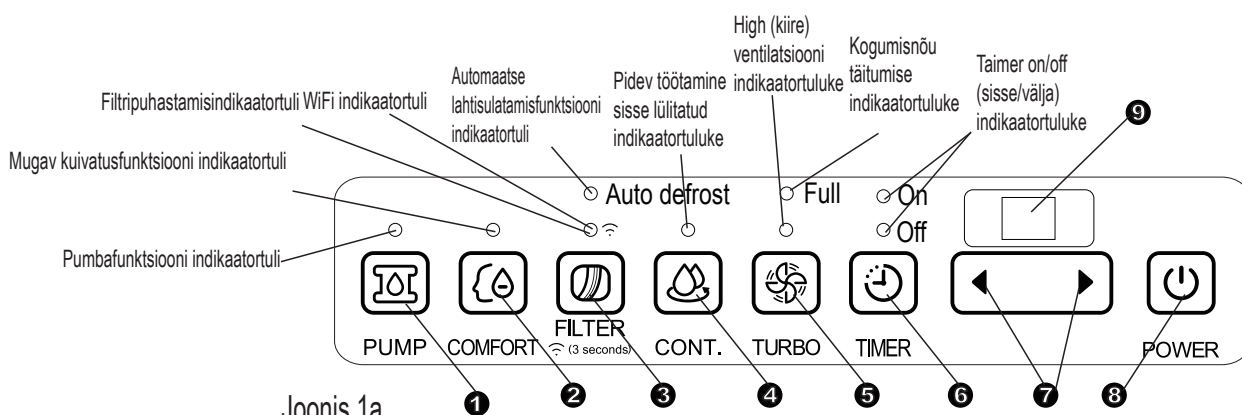 High (kiire)
ventilatsiooni
indikaatortuluke
Kogumisnõu
täitumise
indikaatortuluke
Taimer on/off
(sisse/välja)
indikaatortuluke
Automaatse
lahtisulatamisfunktsiooni
indikaatortuli
Pidev töötamine
sisse lülitatud
indikaatortuluke
Filtripuhastamisindikaatortuli WiFi indikaatortuli
Mugav kuivatusfunktsiooni indikaatortuli
Pumbafunktsiooni indikaatortuli
9
Auto defrost
Full
On
Off
PUMP
COMFORT
FILTER
(3 seconds)
CONT.
TURBO
TIMER
POWER
1
2
3
4
5
6
7
8
Joonis 1a